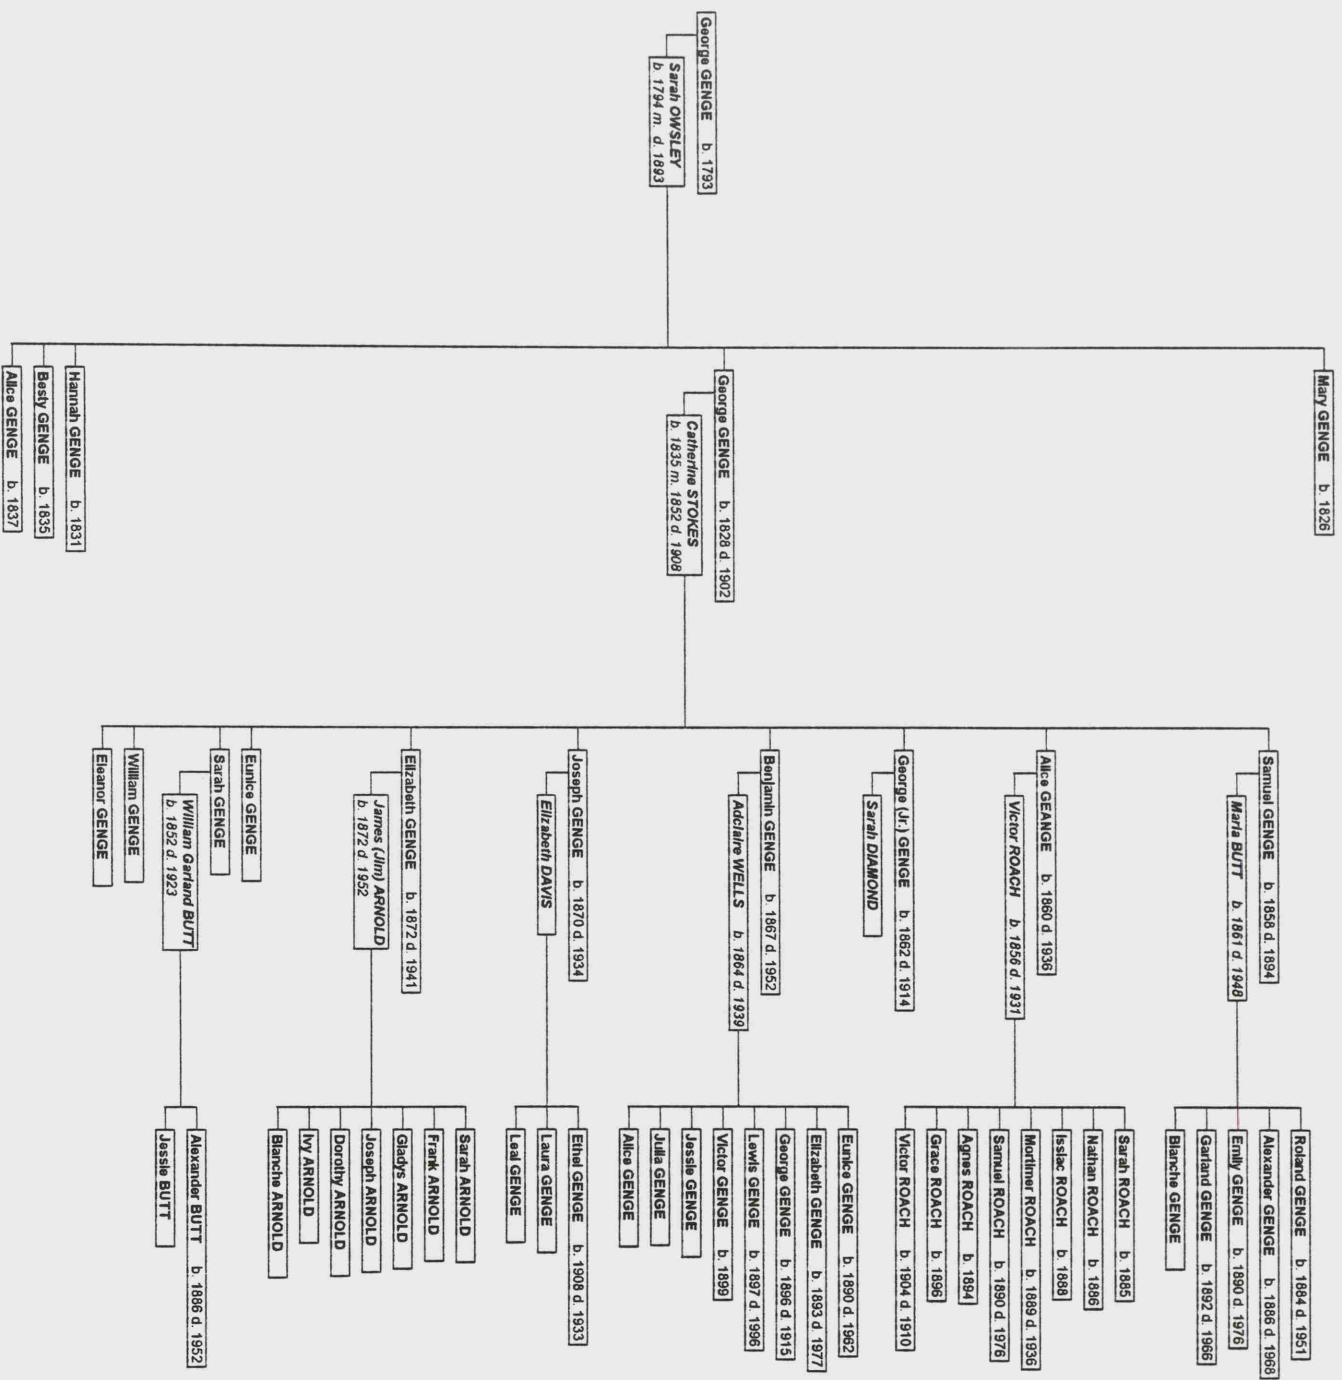 George GENGE b. 1793
Sarah OWSLEY
b. 1794 m. d. 1893
Mary GENGE b. 1826
George GENGE b. 1828 d. 1902
Catherine STOKES
b. 1835 m. 1852 d. 1908
Samuel GENGE b. 1858 d. 1894
Maria BUTT b. 1861 d. 1948
Roland GENGE b. 1884 d. 1951
Alexander GENGE b. 1886 d. 1968
Emily GENGE b. 1890 d. 1976
Garland GENGE b. 1892 d. 1966
Blanche GENGE
Alice GEANGE b. 1860 d. 1936
Victor ROACH b. 1856 d. 1931
Sarah ROACH b. 1885
Nathan ROACH b. 1886
Issiac ROACH b. 1888
Mortimer ROACH b. 1889 d. 1936
Samuel ROACH b. 1890 d. 1976
Agnes ROACH b. 1894
Grace ROACH b. 1896
Victor ROACH b. 1904 d. 1910
George (Jr.) GENGE b. 1862 d. 1914
Sarah DIAMOND
Benjamin GENGE b. 1867 d. 1952
Adclaire WELLS b. 1864 d. 1939
Eunice GENGE b. 1890 d. 1962
Elizabeth GENGE b. 1893 d. 1977
George GENGE b. 1896 d. 1915
Lewis GENGE b. 1897 d. 1996
Victor GENGE b. 1899
Jessie GENGE
Julia GENGE
Alice GENGE
Joseph GENGE b. 1870 d. 1934
Elizabeth DAVIS
Ethel GENGE b. 1908 d. 1933
Laura GENGE
Leal GENGE
Elizabeth GENGE b. 1872 d. 1941
James (Jim) ARNOLD
b. 1872 d. 1952
Sarah ARNOLD
Frank ARNOLD
Gladys ARNOLD
Joseph ARNOLD
Dorothy ARNOLD
Ivy ARNOLD
Blanche ARNOLD
Eunice GENGE
Sarah GENGE
William Garland BUTT
b. 1852 d. 1923
Alexander BUTT b. 1886 d. 1952
Jessie BUTT
William GENGE
Eleanor GENGE
Hannah GENGE b. 1831
Besty GENGE b. 1835
Alice GENGE b. 1837